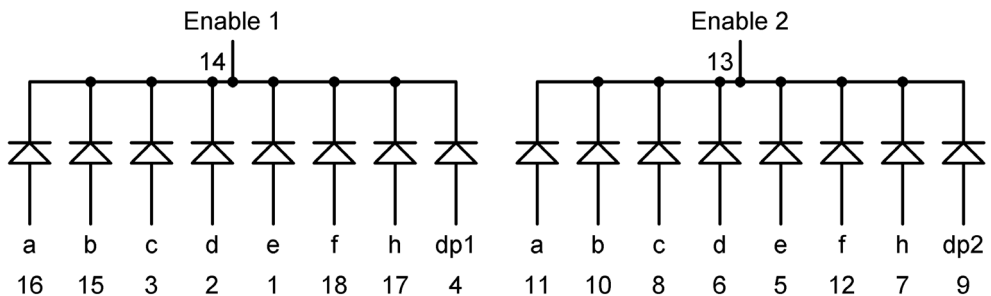 Enable 1 Enable 2
14 13
a b c d e f h dp1 a b c d e f h dp2
16 15 3 2 1 18 17 4 11 10 8 6 5 12 7 9